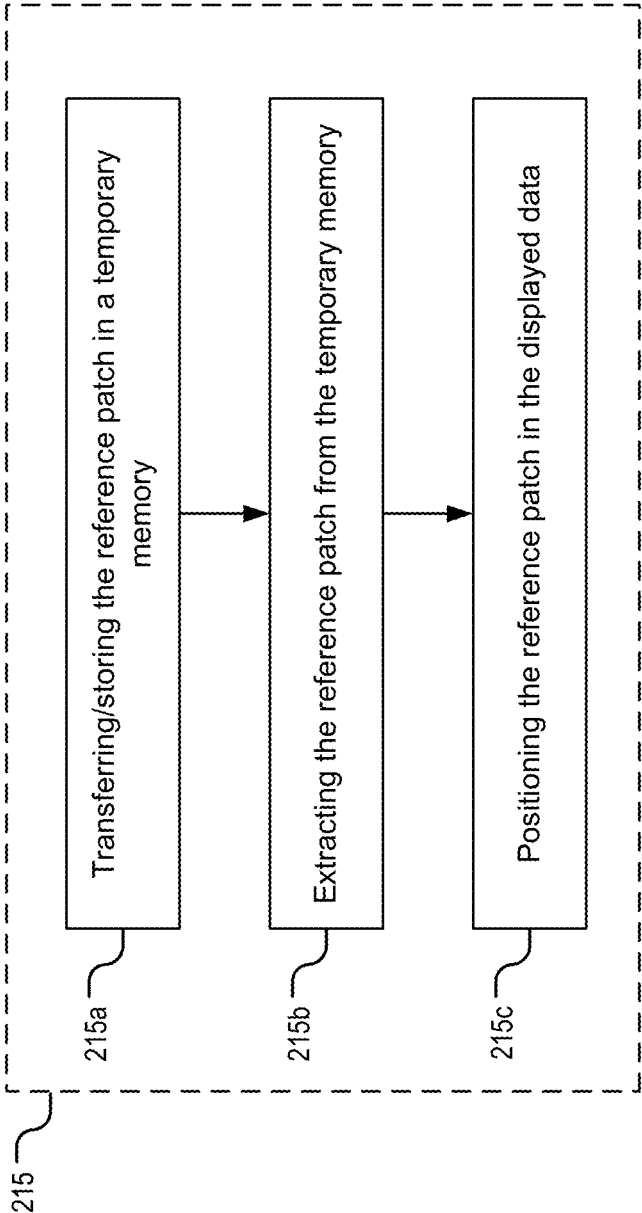 215
215a
Transferring/storing the reference patch in a temporary
memory
215b
Extracting the reference patch from the temporary memory
215c
Positioning the reference patch in the displayed data